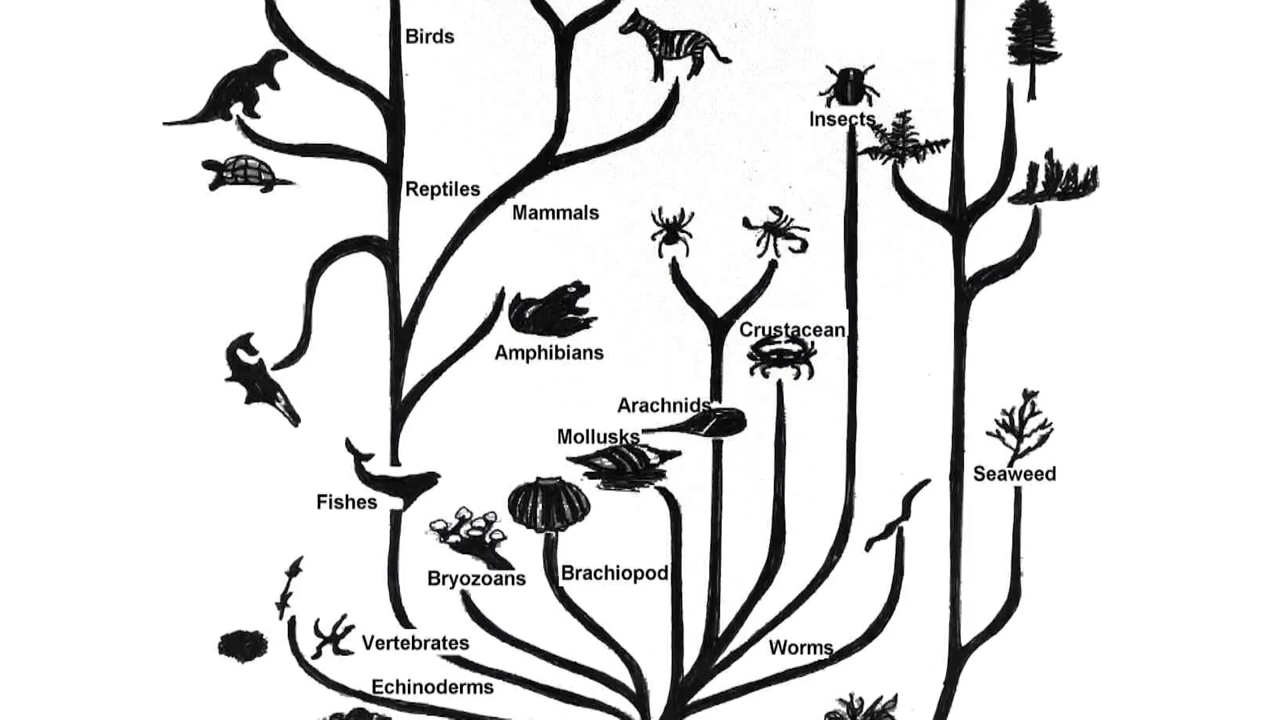 Birds
Insects
Reptiles
Mammals
Crustacean
Amphibians
Arachnids
Mollusks
Seaweed
Fishes
Brachiopod
Bryozoans
Vertebrates
Worms
Echinoderms